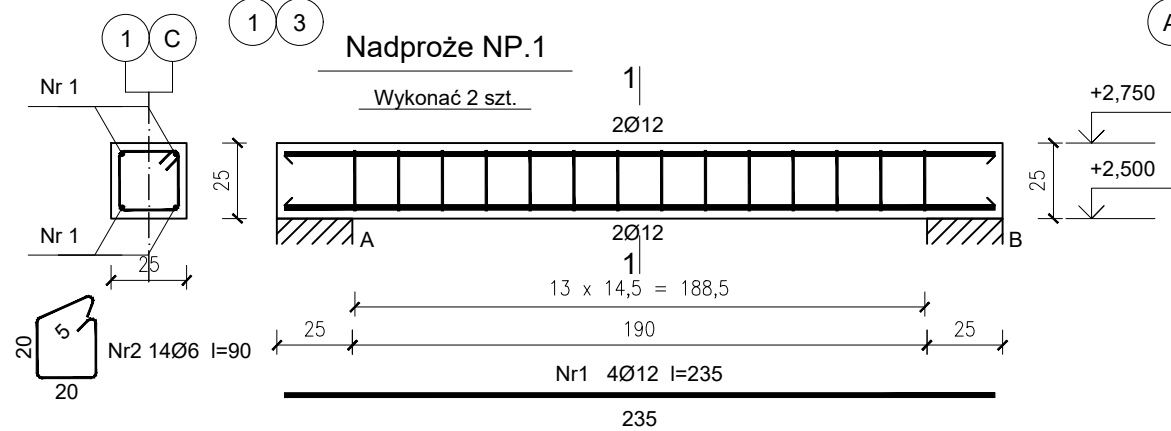 1 C
1 3
A
Nadproże NP.1
Wykonać 2 szt.
Nr 1
1
2Ø12
+2,750
25
25
+2,500
Nr 1
A
2Ø12
B
25
1
13 x 14,5 = 188,5
25
190
25
20
5
Nr2 14Ø6 l=90
20
Nr1 4Ø12 l=235
235